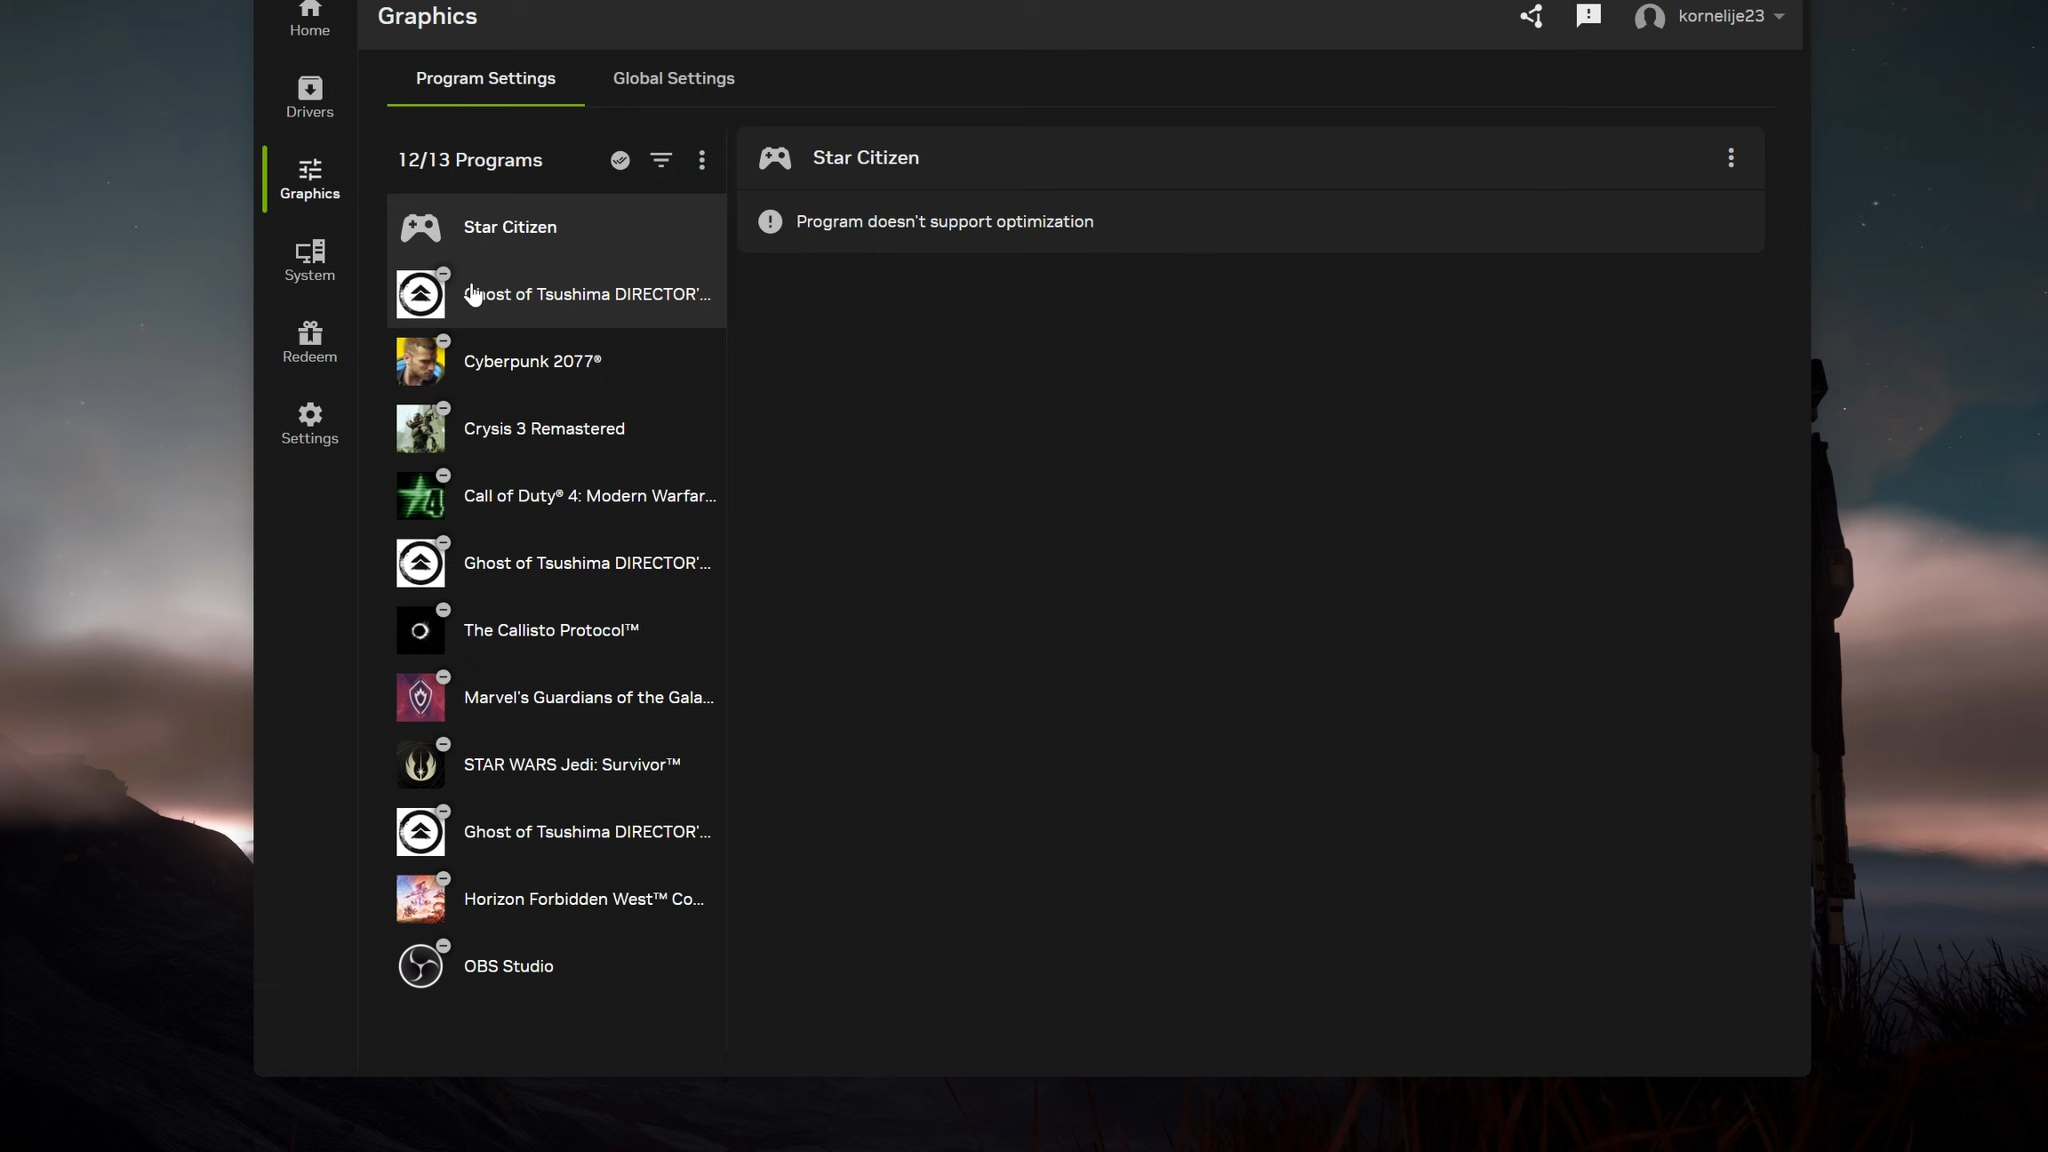 Graphics
kornelije23
Home
Drivers
Graphics
System
Redeem
Settings
Program Settings
Global Settings
12/13 Programs
Star Citizen
Ghost of Tsushima DIRECTOR'...
Cyberpunk 2077®
Crysis 3 Remastered
Call of Duty® 4: Modern Warfar...
Ghost of Tsushima DIRECTOR'...
The Callisto Protocol™
Marvel's Guardians of the Gala...
STAR WARS Jedi: Survivor™
Ghost of Tsushima DIRECTOR'...
Horizon Forbidden West™ Co...
OBS Studio
Star Citizen
Program doesn't support optimization